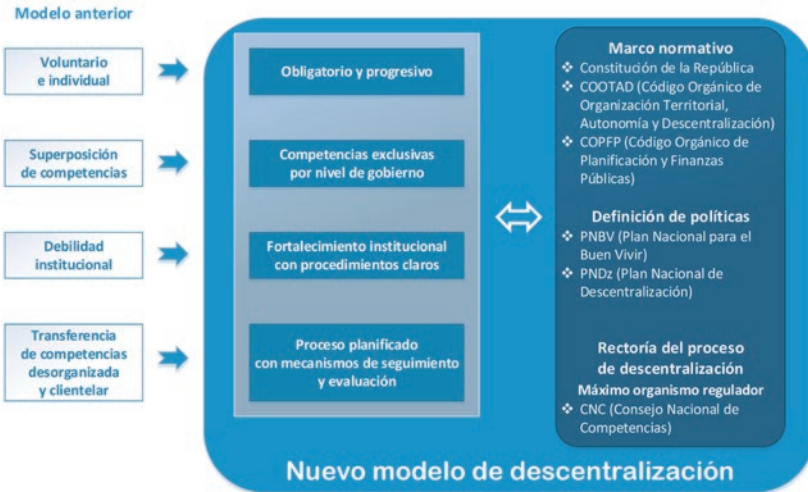 Modelo anterior
Voluntario
e individual
Obligatorio y progresivo
Superposición
de competencias
Competencias exclusivas
por nivel de gobierno
Debilidad
institucional
Fortalecimiento institucional
con procedimientos claros
Transferencia
de competencias
desorganizada
y clientelar
Proceso planificado
con mecanismos de seguimiento
y evaluación
Marco normativo
❖ Constitución de la República
❖ COOTAD (Código Orgánico de
Organización Territorial,
Autonomía y Descentralización)
❖ COPFP (Código Orgánico de
Planificación y Finanzas
Públicas)
Definición de políticas
❖ PNBV (Plan Nacional para el
Buen Vivir)
❖ PNDz (Plan Nacional de
Descentralización)
Rectoría del proceso
de descentralización
Máximo organismo regulador
❖ CNC (Consejo Nacional de
Competencias)
Nuevo modelo de descentralización